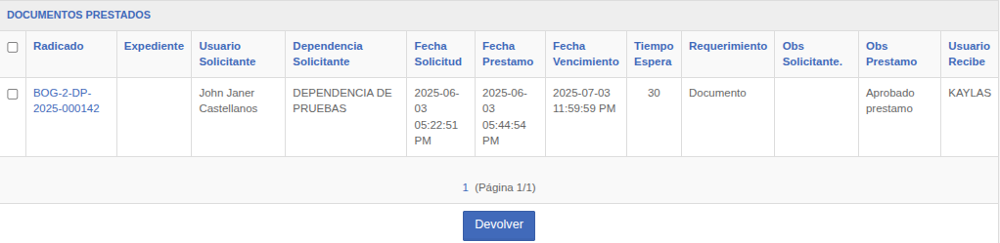 DOCUMENTOS PRESTADOS
Radicado Expediente Usuario Dependencia Fecha Fecha Fecha Tiempo Requerimiento Obs Obs Usuario
Solicitante Solicitante Solicitud Prestamo Vencimiento Espera Solicitante. Prestamo Recibe
BOG-2-DP- John Janer DEPENDENCIA DE 2025-06- 2025-06- 2025-07-03 30 Documento Aprobado KAYLAS
2025-000142 Castellanos PRUEBAS 03 03 11:59:59 PM prestamo
05:22:51 05:44:54
PM PM
1 (Página 1/1)
Devolver